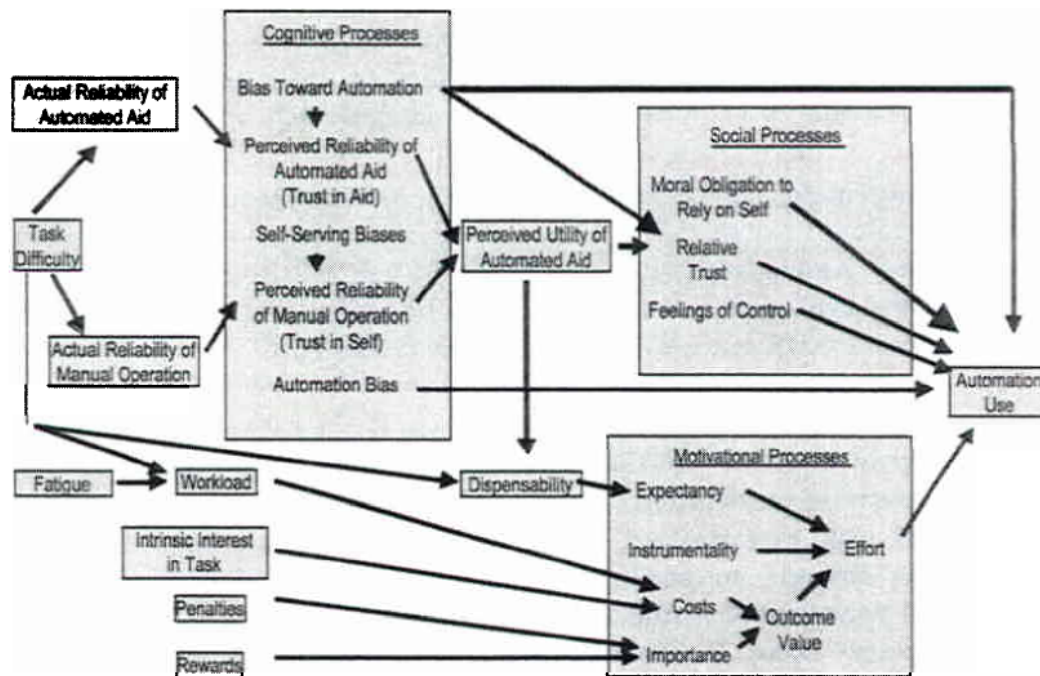 Cognitive Processes
Actual Reliability of
Automated Aid
Bias Toward Automation
Perceived Reliability of
Automated Aid
(Trust in Aid)
Self-Serving Biases
Perceived Reliability
of Manual Operation
(Trust in Self)
Automation Bias
Task
Difficulty
Actual Reliability of
Manual Operation
Perceived Utility of
Automated Aid
Social Processes
Moral Obligation to
Rely on Self
Relative
Trust
Feelings of Control
Automation
Use
Fatigue
Workload
Dispensability
Intrinsic Interest
in Task
Penalties
Rewards
Motivational Processes
Expectancy
Instrumentality
Effort
Costs
Outcome
Value
Importance